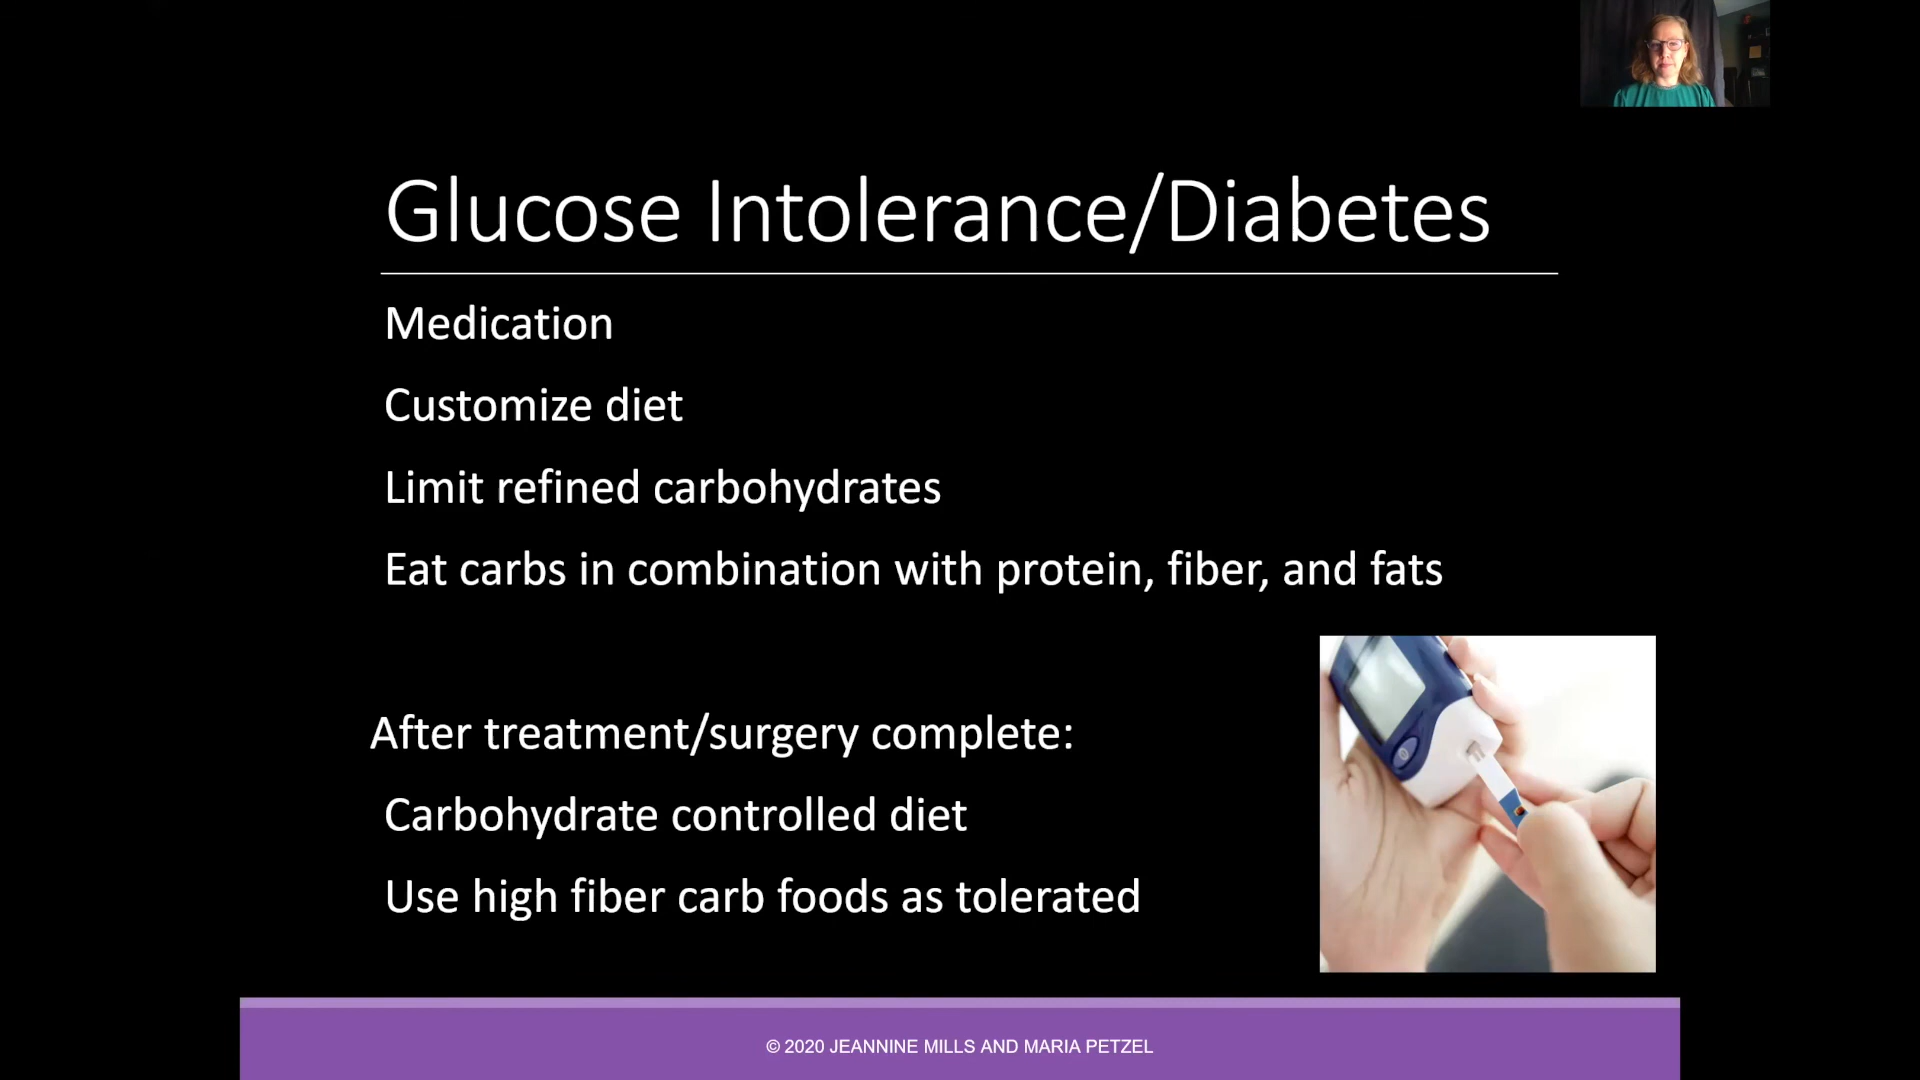 Glucose Intolerance/Diabetes
Medication
Customize diet
Limit refined carbohydrates
Eat carbs in combination with protein, fiber, and fats
After treatment/surgery complete:
Carbohydrate controlled diet
Use high fiber carb foods as tolerated
© 2020 JEANNINE MILLS AND MARIA PETZEL